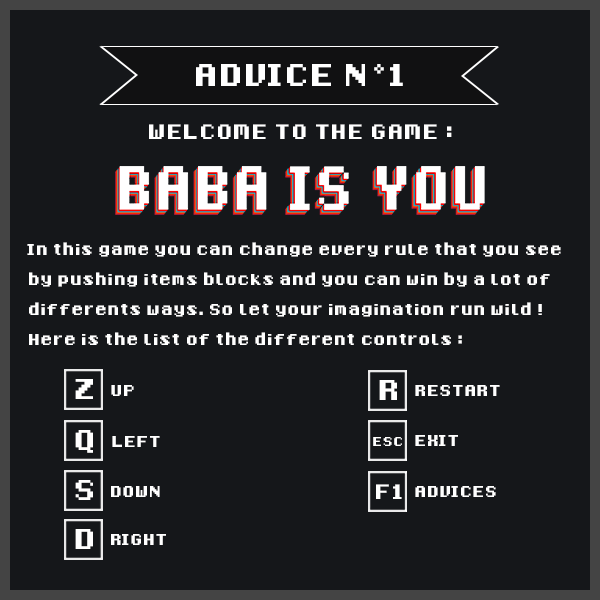 ADVICE N°1
WELCOME TO THE GAME :
BABA IS YOU
In this game you can change every rule that you see
by pushing items blocks and you can win by a lot of
differents ways. So let your imagination run wild !
Here is the list of the different controls :
Z UP
Q LEFT
S DOWN
D RIGHT
R RESTART
ESC EXIT
F1 ADVICES